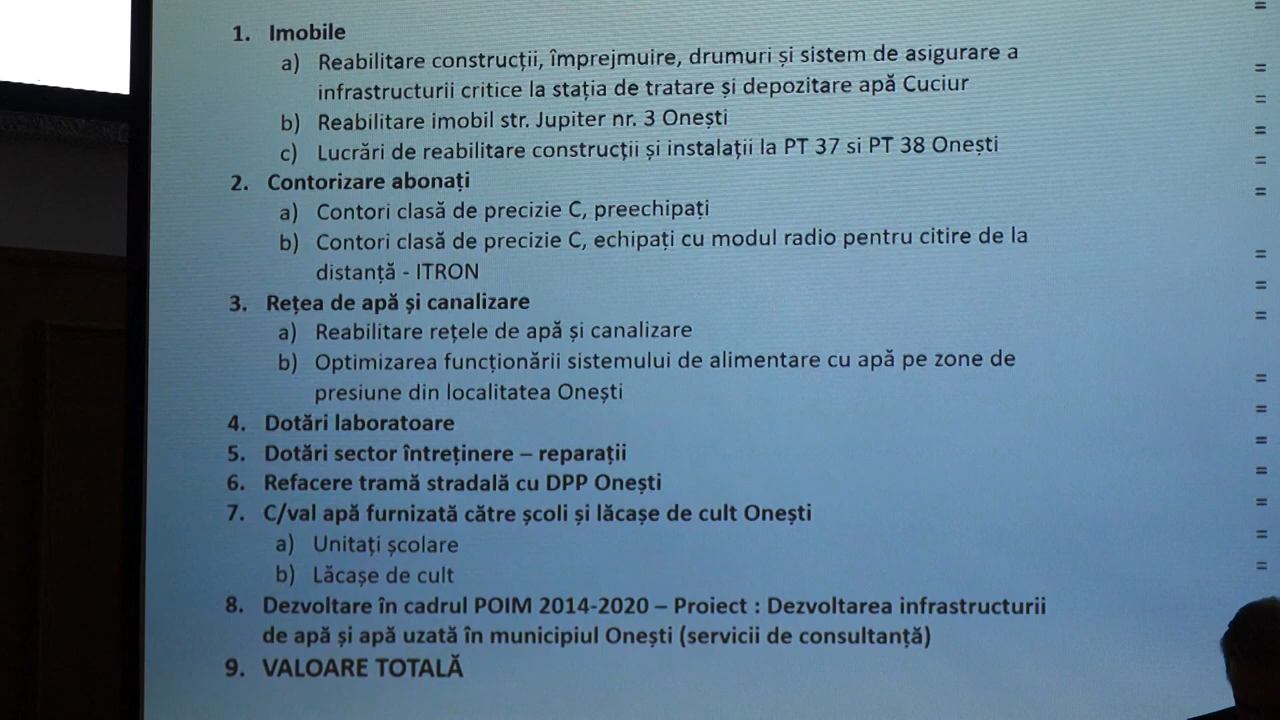 1. Imobile =
a) Reabilitare construcții, împrejmuire, drumuri și sistem de asigurare a =
infrastructurii critice la stația de tratare și depozitare apă Cuciur =
b) Reabilitare imobil str. Jupiter nr. 3 Onești =
c) Lucrări de reabilitare construcții și instalații la PT 37 si PT 38 Onești =
2. Contorizare abonați =
a) Contori clasă de precizie C, preechipați
b) Contori clasă de precizie C, echipați cu modul radio pentru citire de la =
distanță - ITRON =
3. Rețea de apă și canalizare =
a) Reabilitare rețele de apă și canalizare
b) Optimizarea funcționării sistemului de alimentare cu apă pe zone de =
presiune din localitatea Onești =
4. Dotări laboratoare =
5. Dotări sector întreținere – reparații =
6. Refacere tramă stradală cu DPP Onești =
7. C/val apă furnizată către școli și lăcașe de cult Onești =
a) Unitați școlare =
b) Lăcașe de cult
8. Dezvoltare în cadrul POIM 2014-2020 – Proiect : Dezvoltarea infrastructurii
de apă și apă uzată în municipiul Onești (servicii de consultanță)
9. VALOARE TOTALĂ